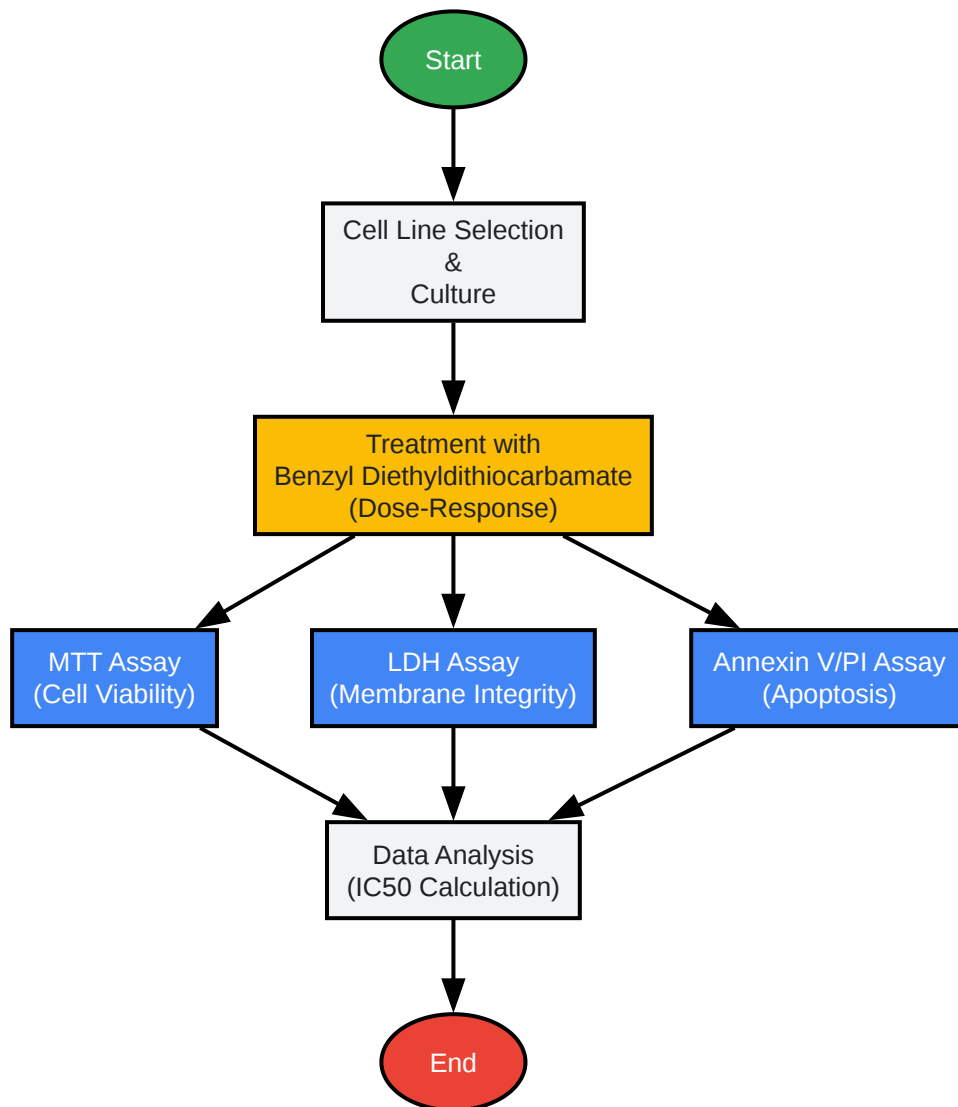 Start
Cell Line Selection
&
Culture
Treatment with
Benzyl Diethyldithiocarbamate
(Dose-Response)
MTT Assay
(Cell Viability)
LDH Assay
(Membrane Integrity)
Annexin V/PI Assay
(Apoptosis)
Data Analysis
(IC50 Calculation)
End